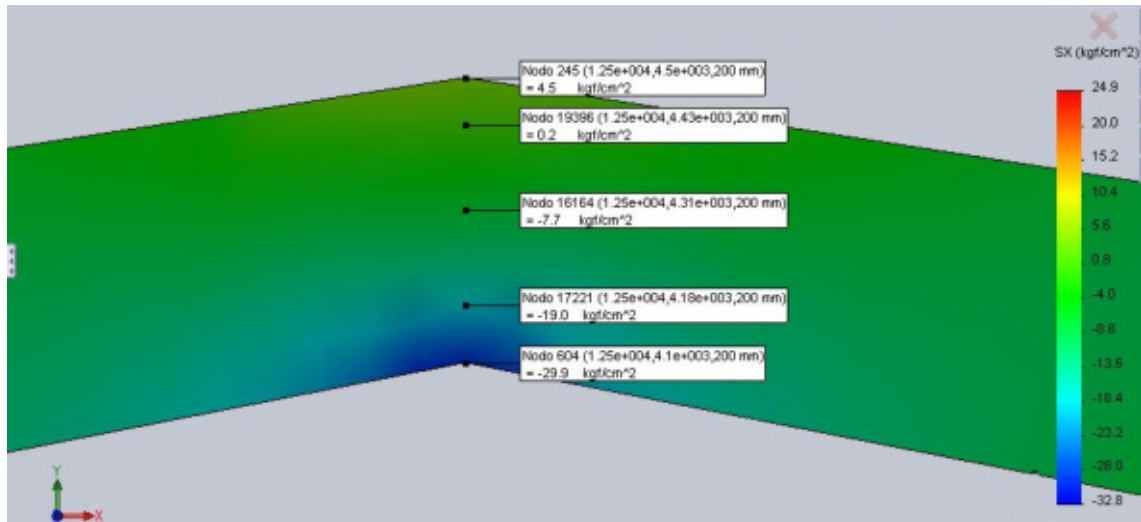 Nodo 245 (1.25e+004,4.5e+003,200 mm)
= 4.5 kgf/cm^2
Nodo 19396 (1.25e+004,4.43e+003,200 mm)
= 0.2 kgf/cm^2
Nodo 16164 (1.25e+004,4.31e+003,200 mm)
= -7.7 kgf/cm^2
Nodo 17221 (1.25e+004,4.18e+003,200 mm)
= -19.0 kgf/cm^2
Nodo 604 (1.25e+004,4.1e+003,200 mm)
= -29.9 kgf/cm^2
SX (kgf/cm^2)
24.9
20.0
15.2
10.4
5.6
0.8
-4.0
-8.8
-13.6
-18.4
-23.2
-28.0
-32.8
Y
X